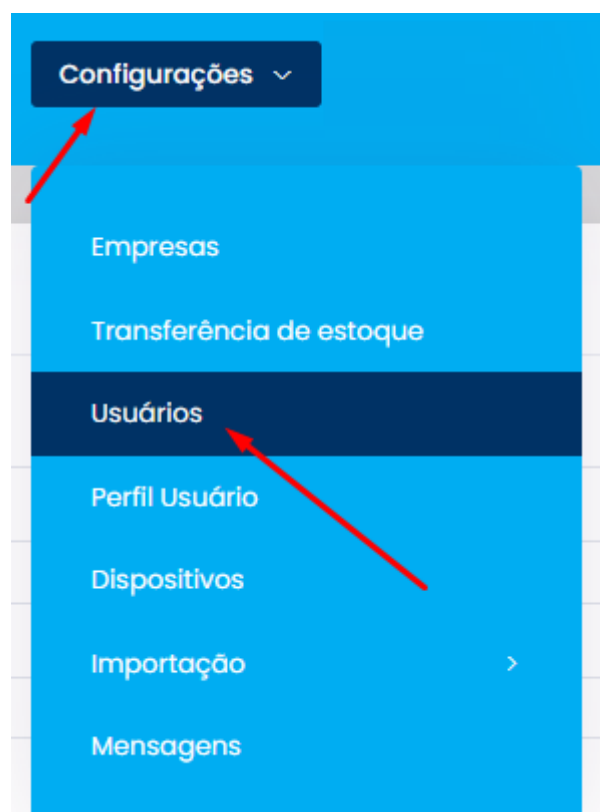 Configurações
Empresas
Transferência de estoque
Usuários
Perfil Usuário
Dispositivos
Importação
Mensagens